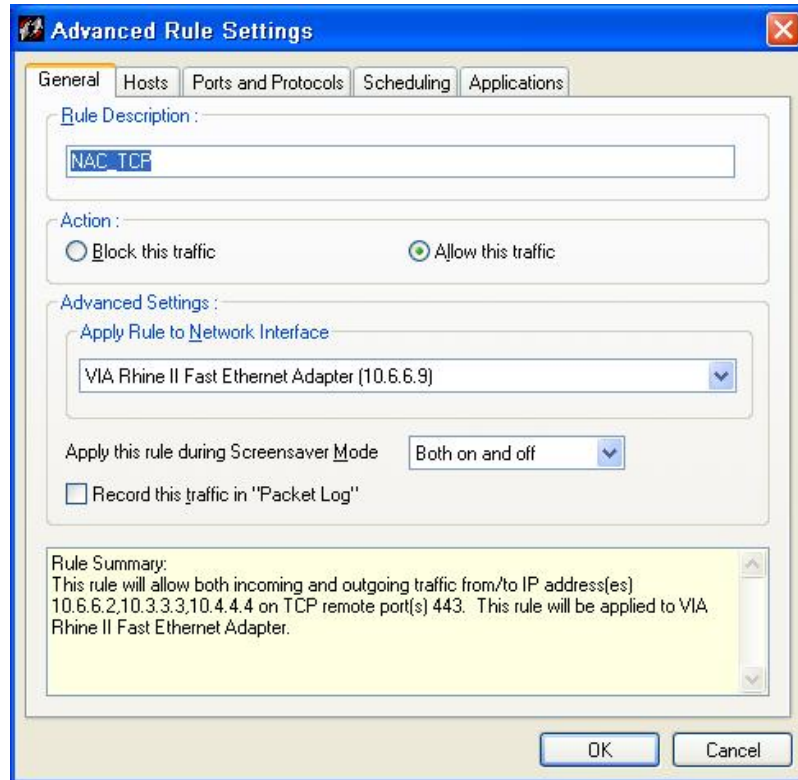 Advanced Rule Settings
General Hosts Ports and Protocols Scheduling Applications
Rule Description :
NAC_TCP
Action :
Block this traffic Allow this traffic
Advanced Settings :
Apply Rule to Network Interface
VIA Rhine II Fast Ethernet Adapter (10.6.6.9)
Apply this rule during Screensaver Mode Both on and off
Record this traffic in "Packet Log"
Rule Summary:
This rule will allow both incoming and outgoing traffic from/to IP address(es)
10.6.6.2,10.3.3.3,10.4.4.4 on TCP remote port(s) 443. This rule will be applied to VIA
Rhine II Fast Ethernet Adapter.
OK Cancel